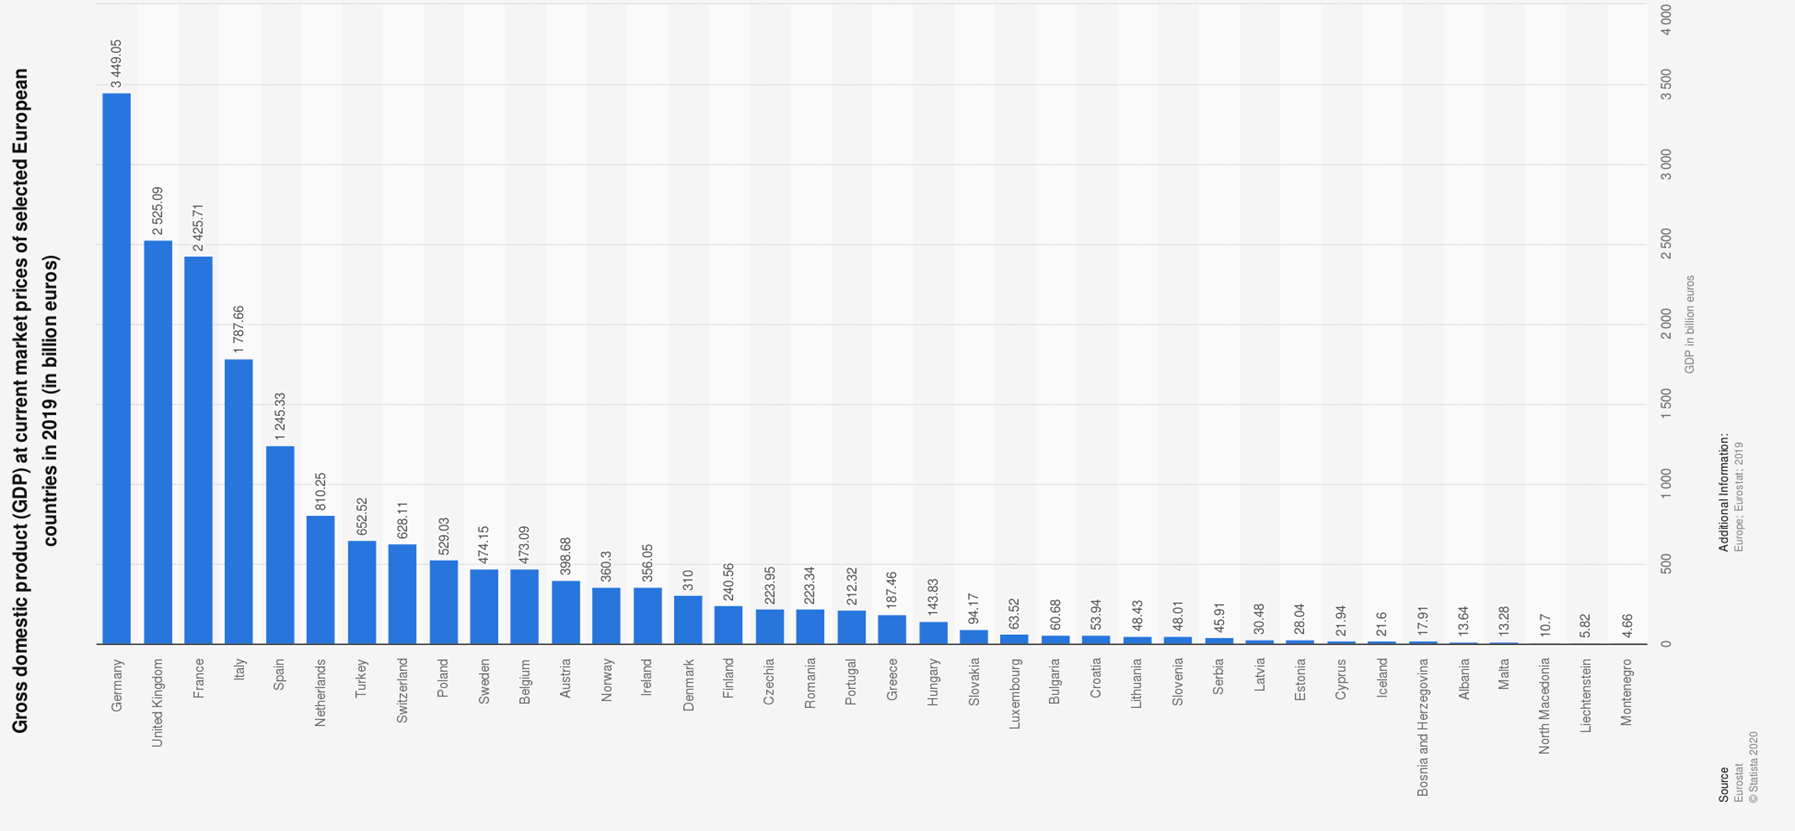 Gross domestic product (GDP) at current market prices of selected European
countries in 2019 (in billion euros)
Germany
3 449.05
United Kingdom
2 525.09
France
2 425.71
Italy
1 787.66
Spain
1 245.33
Netherlands
810.25
Turkey
652.52
Switzerland
628.11
Poland
529.03
Sweden
474.15
Belgium
473.09
Austria
398.68
Norway
360.3
Ireland
356.05
Denmark
310
Finland
240.56
Czechia
223.95
Romania
223.34
Portugal
212.32
Greece
187.46
Hungary
143.83
Slovakia
94.17
Luxembourg
63.52
Bulgaria
60.68
Croatia
53.94
Lithuania
48.43
Slovenia
48.01
Serbia
45.91
Latvia
30.48
Estonia
28.04
Cyprus
21.94
Iceland
21.6
Bosnia and Herzegovina
17.91
Albania
13.64
Malta
13.28
North Macedonia
10.7
Liechtenstein
5.82
Montenegro
4.66
0
500
1 000
1 500
2 000
2 500
3 000
3 500
4 000
GDP in billion euros
Source
Eurostat
© Statista 2020
Additional Information:
Europe; Eurostat; 2019